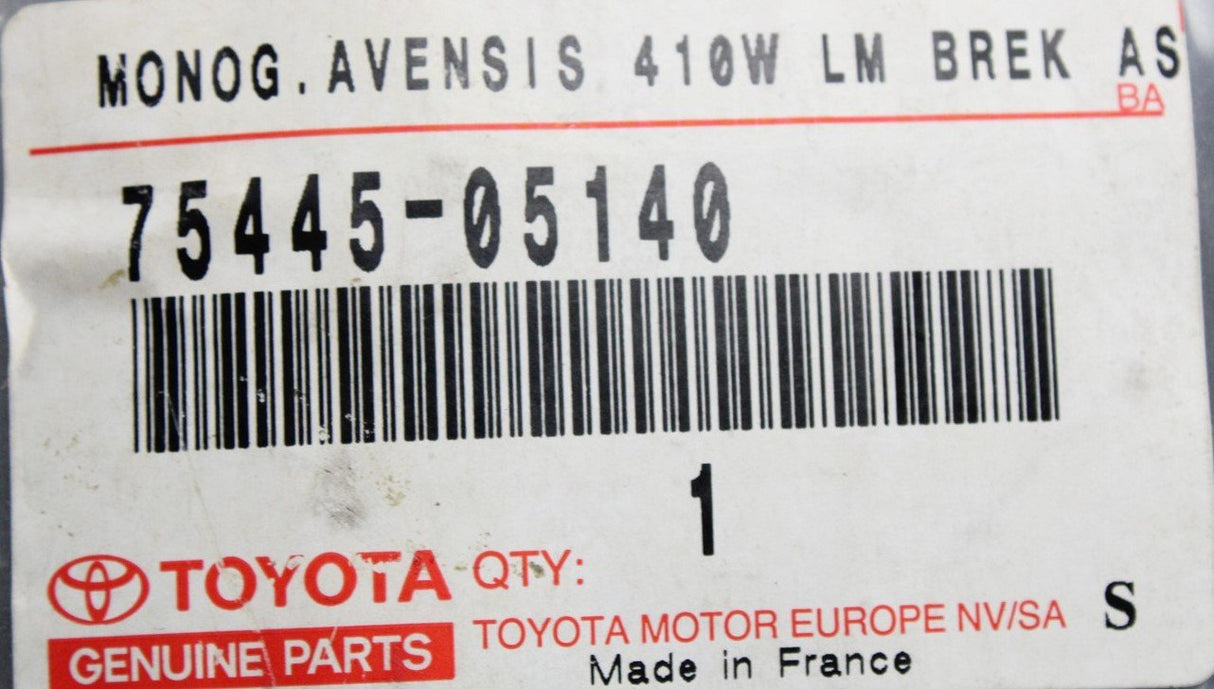 MONOG.AVENSIS 410W LM BREK AS
BA
75445-05140
1
TOYOTA QTY:
GENUINE PARTS
TOYOTA MOTOR EUROPE NV/SA S
Made in France